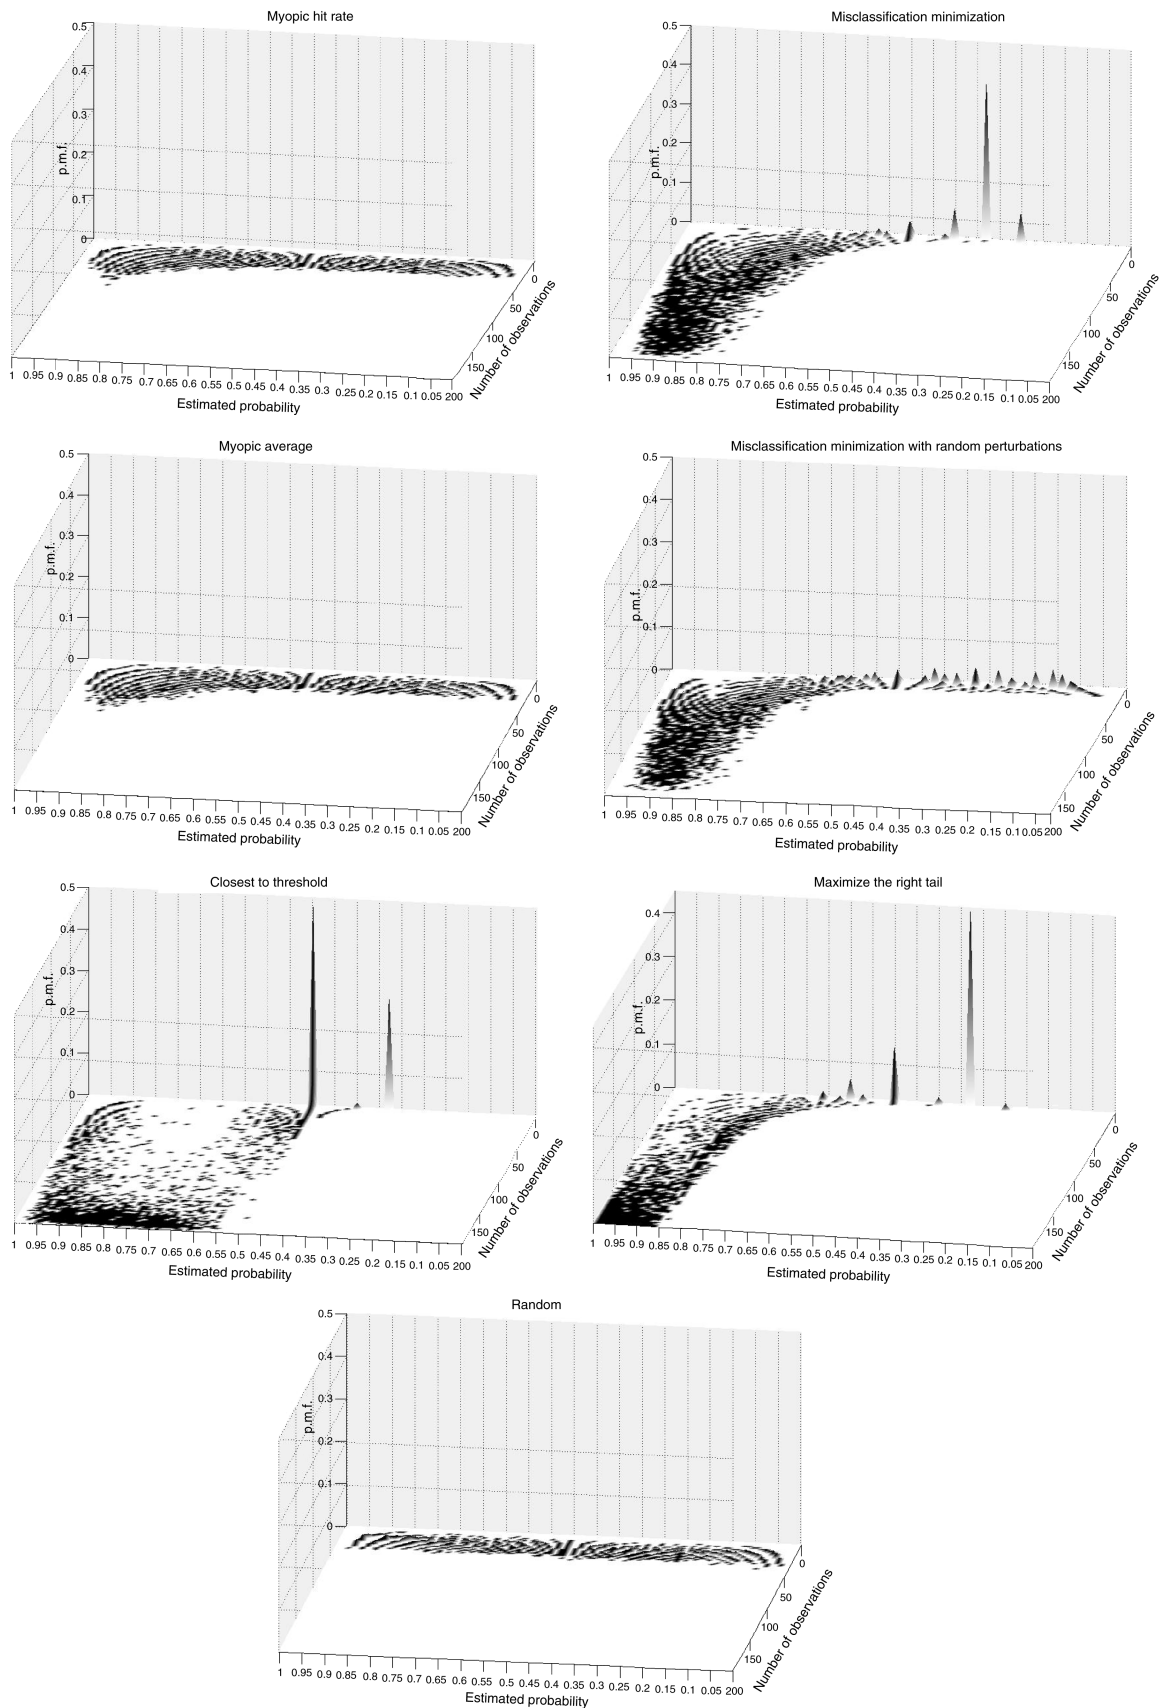 Myopic hit rate
0.5
0.4
0.3
0.2
0.1
0
p.m.f.
1 0.95 0.9 0.85 0.8 0.75 0.7 0.65 0.6 0.55 0.5 0.45 0.4 0.35 0.3 0.25 0.2 0.15 0.1 0.05 200
Estimated probability
0
50
100
150
Number of observations
Misclassification minimization
0.5
0.4
0.3
0.2
0.1
0
p.m.f.
1 0.95 0.9 0.85 0.8 0.75 0.7 0.65 0.6 0.55 0.5 0.45 0.4 0.35 0.3 0.25 0.2 0.15 0.1 0.05 200
Estimated probability
0
50
100
150
Number of observations
Myopic average
0.5
0.4
0.3
0.2
0.1
0
p.m.f.
1 0.95 0.9 0.85 0.8 0.75 0.7 0.65 0.6 0.55 0.5 0.45 0.4 0.35 0.3 0.25 0.2 0.15 0.1 0.05 200
Estimated probability
0
50
100
150
Number of observations
Misclassification minimization with random perturbations
0.5
0.4
0.3
0.2
0.1
0
p.m.f.
1 0.95 0.9 0.85 0.8 0.75 0.7 0.65 0.6 0.55 0.5 0.45 0.4 0.35 0.3 0.25 0.2 0.15 0.1 0.05 200
Estimated probability
0
50
100
150
Number of observations
Closest to threshold
0.5
0.4
0.3
0.2
0.1
0
p.m.f.
1 0.95 0.9 0.85 0.8 0.75 0.7 0.65 0.6 0.55 0.5 0.45 0.4 0.35 0.3 0.25 0.2 0.15 0.1 0.05 200
Estimated probability
0
50
100
150
Number of observations
Maximize the right tail
0.4
0.3
0.2
0.1
0
p.m.f.
1 0.95 0.9 0.85 0.8 0.75 0.7 0.65 0.6 0.55 0.5 0.45 0.4 0.35 0.3 0.25 0.2 0.15 0.1 0.05 200
Estimated probability
0
50
100
150
Number of observations
Random
0.5
0.4
0.3
0.2
0.1
0
p.m.f.
1 0.95 0.9 0.85 0.8 0.75 0.7 0.65 0.6 0.55 0.5 0.45 0.4 0.35 0.3 0.25 0.2 0.15 0.1 0.05 200
Estimated probability
0
50
100
150
Number of observations